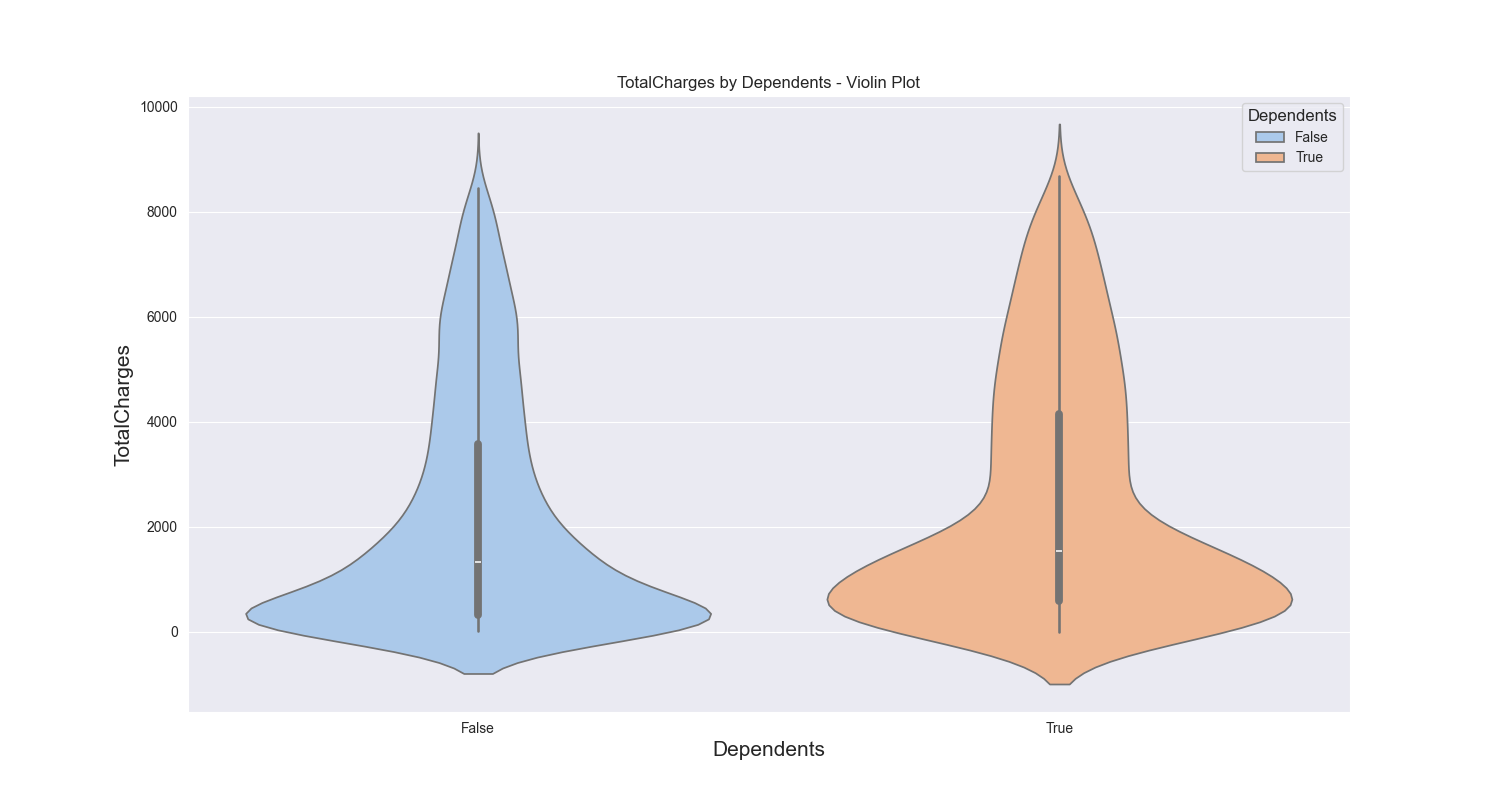 TotalCharges by Dependents - Violin Plot
10000
8000
6000
4000
2000
0
TotalCharges
Dependents
False
True
False
True
Dependents